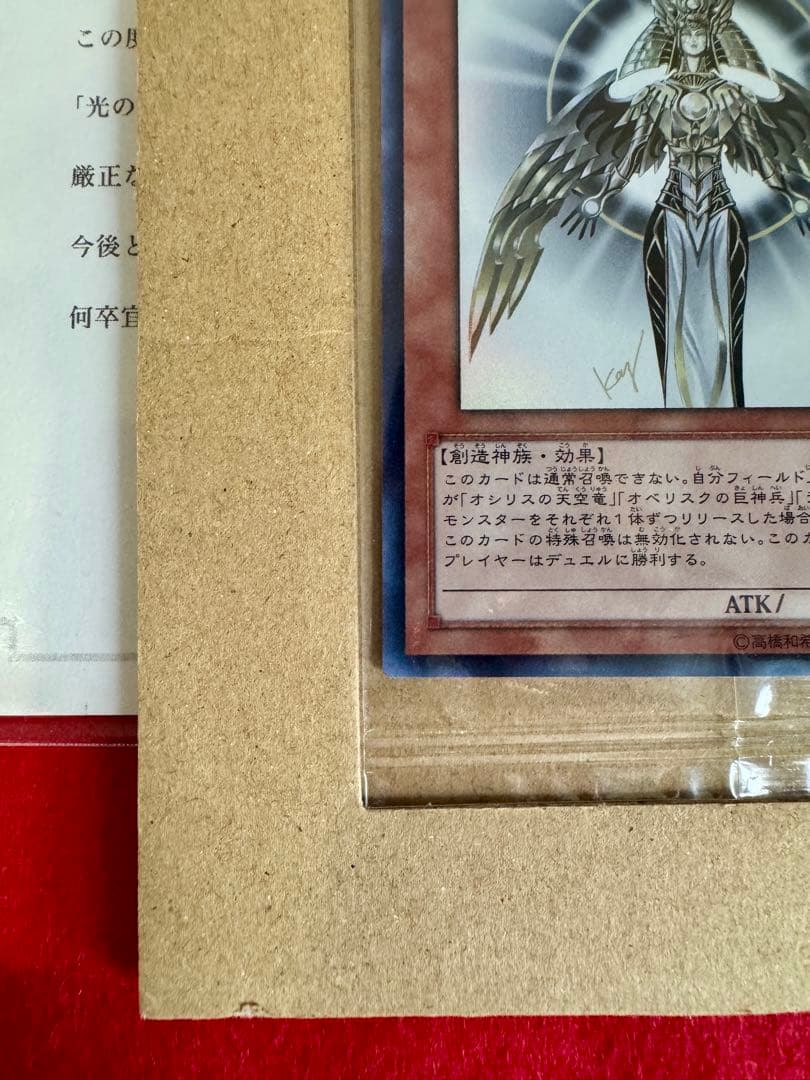 この
「光の
厳正な
今後と
何卒宜
Kay
【創造神族・効果】
このカードは通常召喚できない。自分フィールド
が「オシリスの天空竜」「オベリスクの巨神兵」「
モンスターをそれぞれ1体ずつリリースした場合
このカードの特殊召喚は無効化されない。このカ
プレイヤーはデュエルに勝利する。
ATK/
©高橋和希